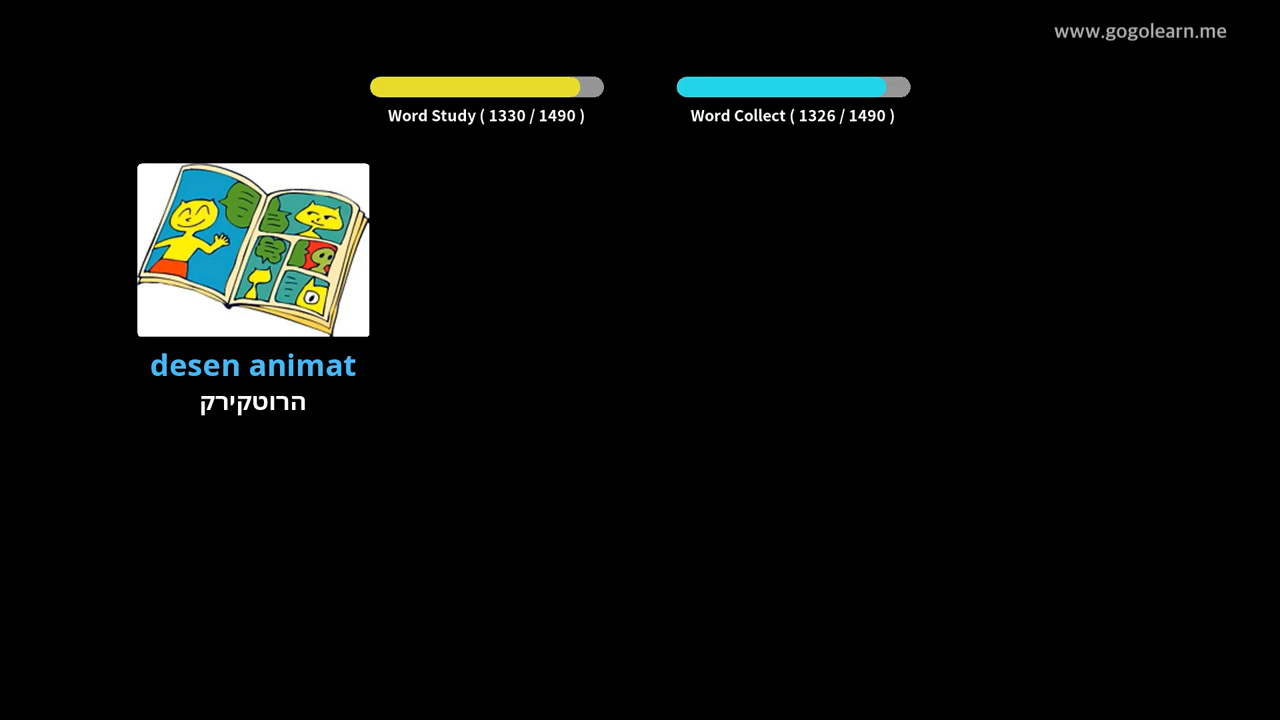 www.gogolearn.me
Word Study ( 1330 / 1490 )
Word Collect ( 1326 / 1490 )
desen animat
הרוטקירק